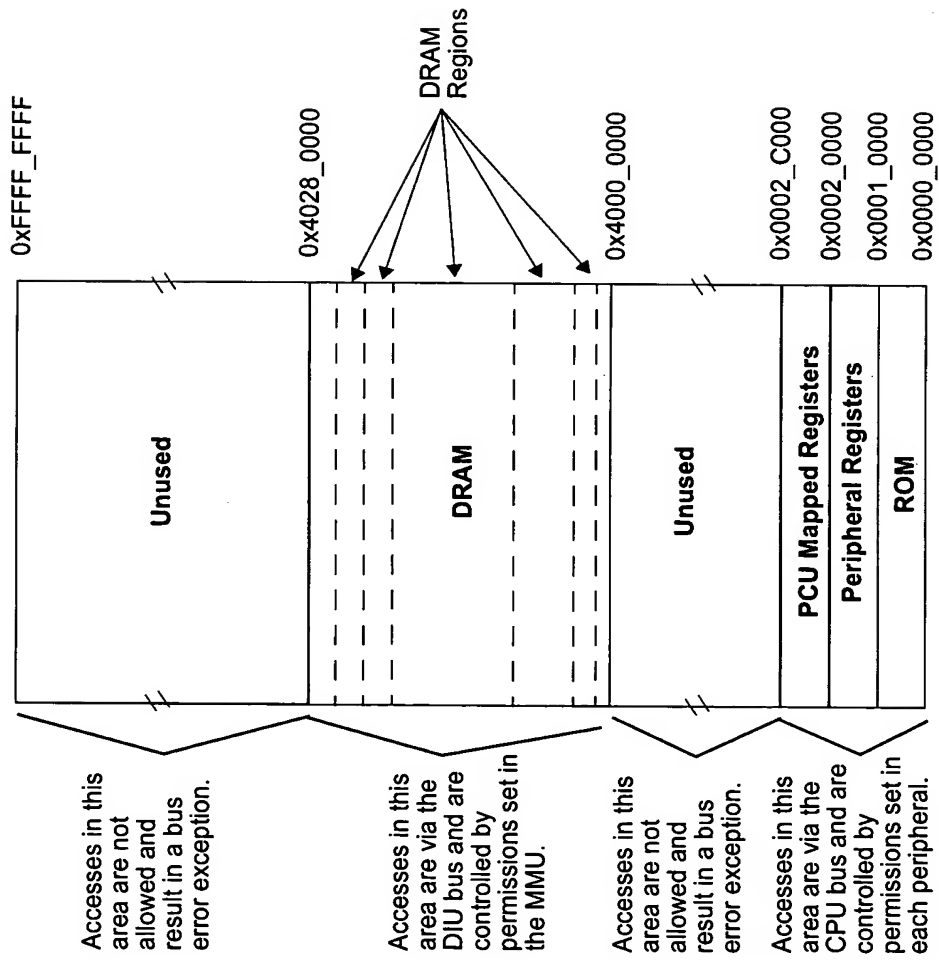 0xFFFF_FFFF
Unused
Accesses in this
area are not
allowed and
result in a bus
error exception.
0x4028_0000
DRAM
Regions
DRAM
Accesses in this
area are via the
DIU bus and are
controlled by
permissions set in
the MMU.
0x4000_0000
Unused
Accesses in this
area are not
allowed and
result in a bus
error exception.
0x0002_C000
PCU Mapped Registers
0x0002_0000
Peripheral Registers
0x0001_0000
ROM
0x0000_0000
Accesses in this
area are via the
CPU bus and are
controlled by
permissions set in
each peripheral.